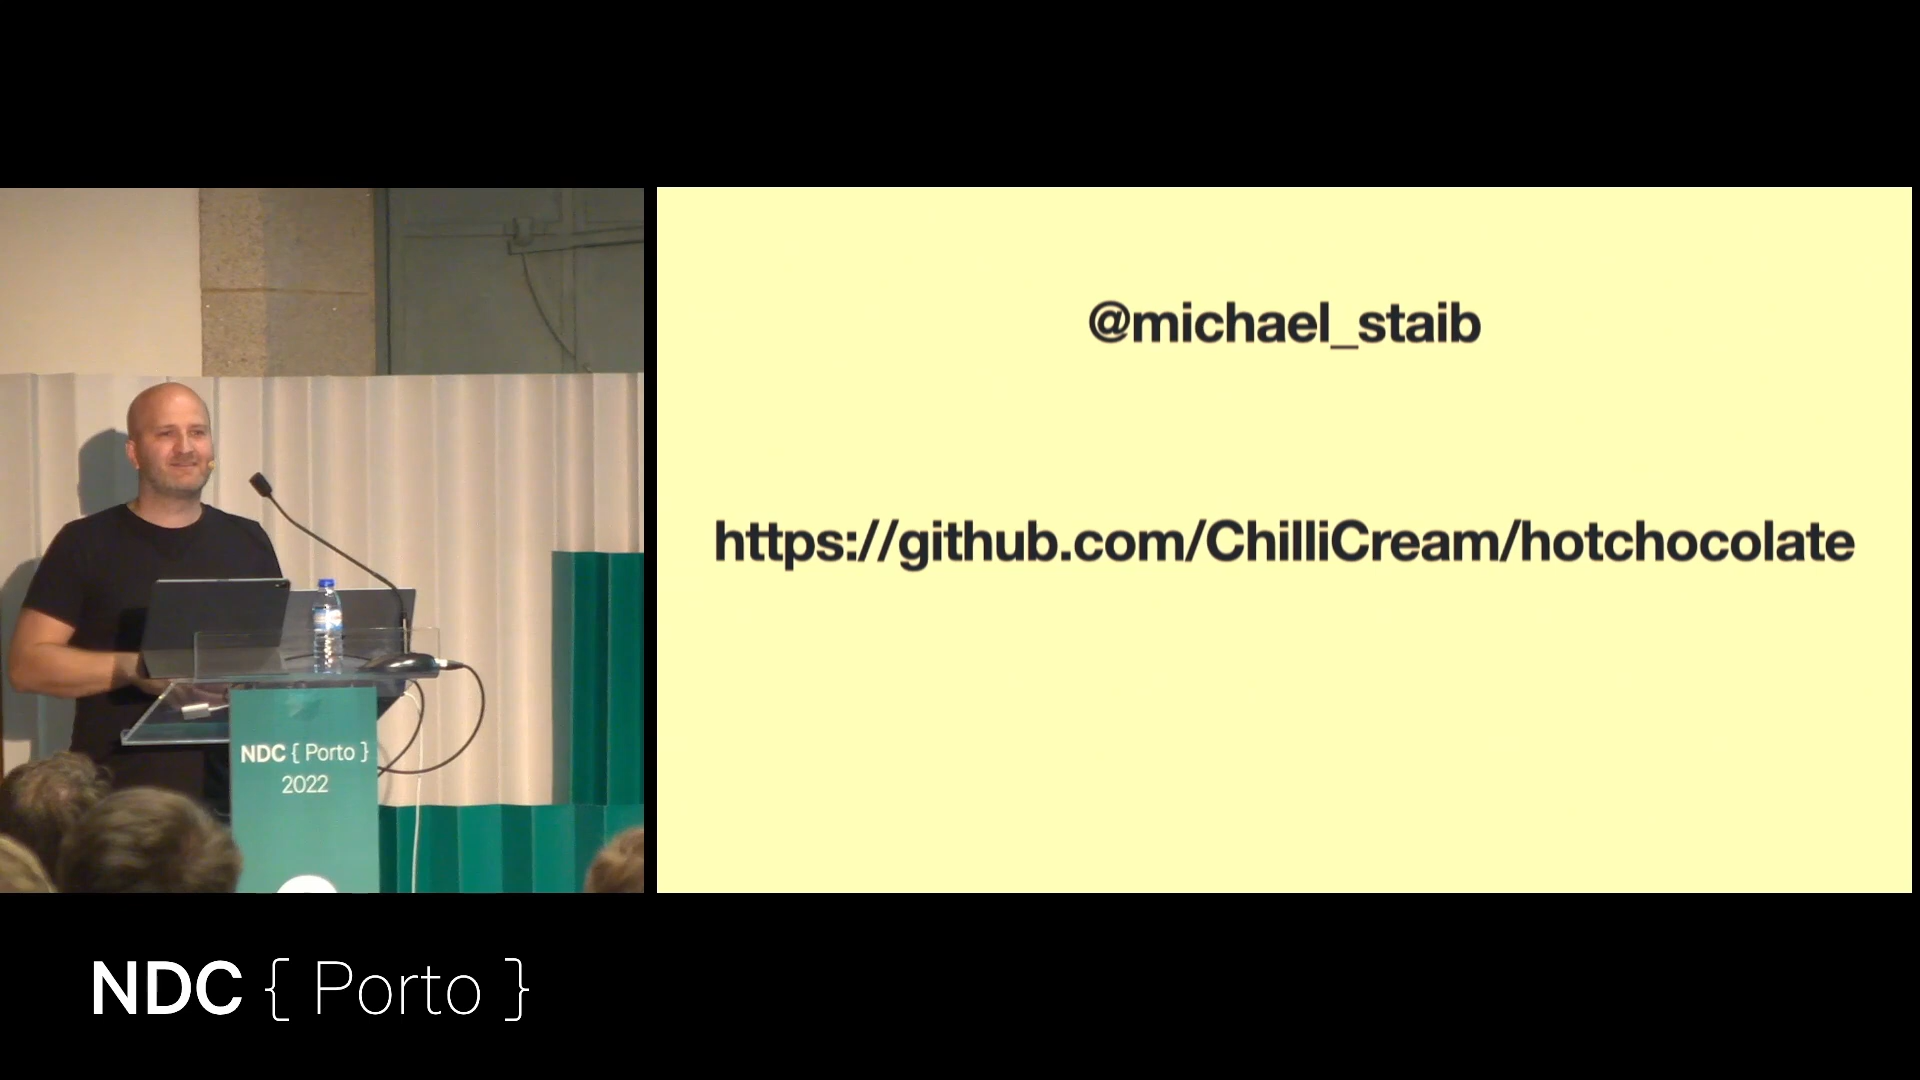 @michael_staib
https://github.com/ChilliCream/hotchocolate
NDC { Porto }
2022
NDC { Porto }